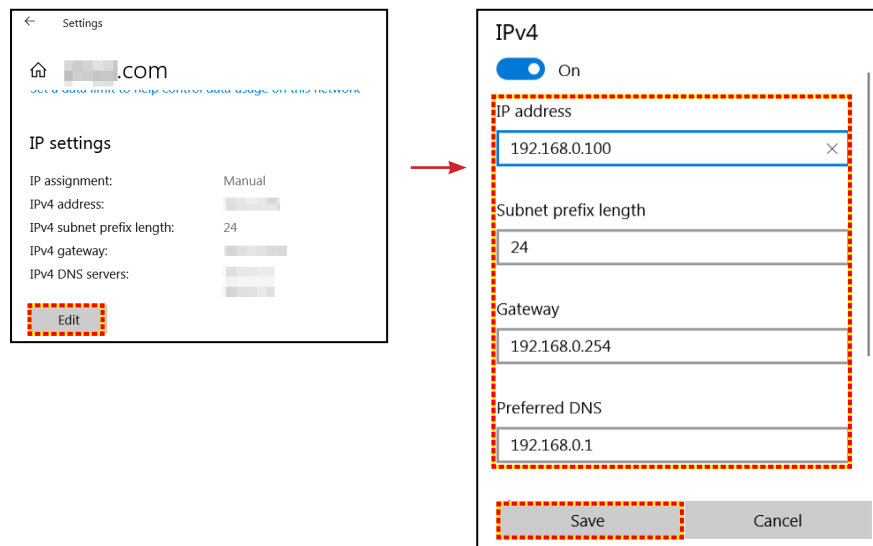 Settings
.com
Set a data limit to help control data usage on this network
IP settings
IP assignment: Manual
IPv4 address:
IPv4 subnet prefix length: 24
IPv4 gateway:
IPv4 DNS servers:
Edit
IPv4
On
IP address
192.168.0.100
Subnet prefix length
24
Gateway
192.168.0.254
Preferred DNS
192.168.0.1
Save Cancel